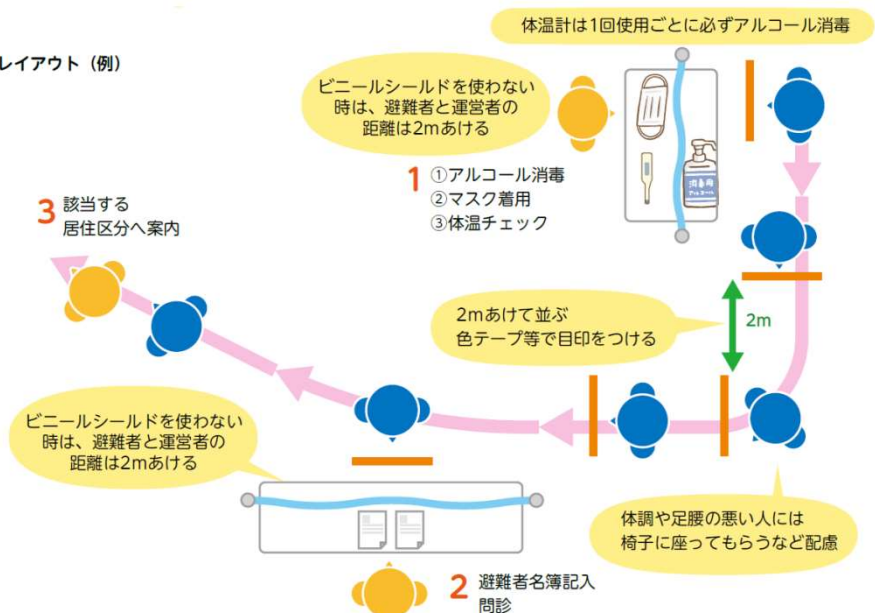 レイアウト（例）
体温計は1回使用ごとに必ずアルコール消毒
ビニールシールドを使わない
時は、避難者と運営者の
距離は2mあける
消毒用
アルコール
1 ①アルコール消毒
②マスク着用
③体温チェック
3 該当する
居住区分へ案内
2mあけて並ぶ
色テープ等で目印をつける
2m
ビニールシールドを使わない
時は、避難者と運営者の
距離は2mあける
体調や足腰の悪い人には
椅子に座ってもらうなど配慮
2 避難者名簿記入
問診